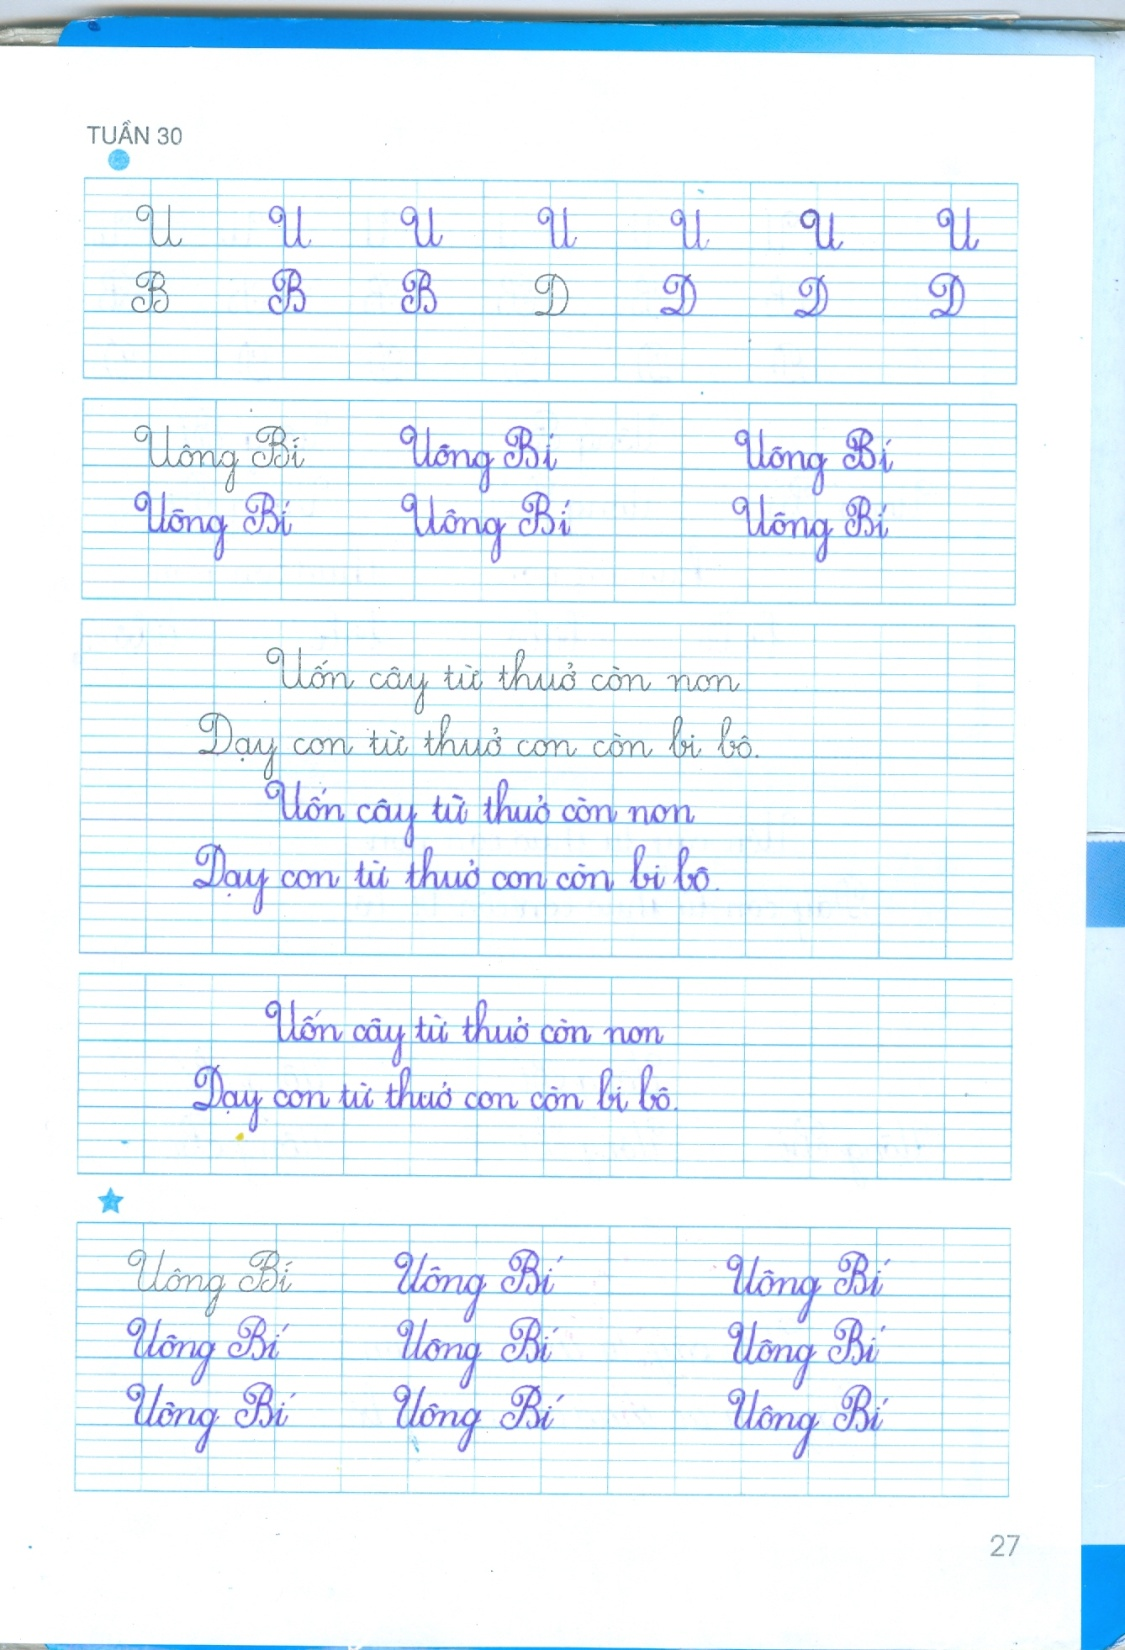 TUẦN 30
U U U U U U U
B B B D D D D
Uông Bí Uông Bí Uông Bí
Uông Bí Uông Bí Uông Bí
Uốn cây từ thuở còn non
Dạy con từ thuở con còn bi bô.
Uốn cây từ thuở còn non
Dạy con từ thuở con còn bi bô.
Uốn cây từ thuở còn non
Dạy con từ thuở con còn bi bô.
Uông Bí Uông Bí Uông Bí
Uông Bí Uông Bí Uông Bí
Uông Bí Uông Bí Uông Bí
27